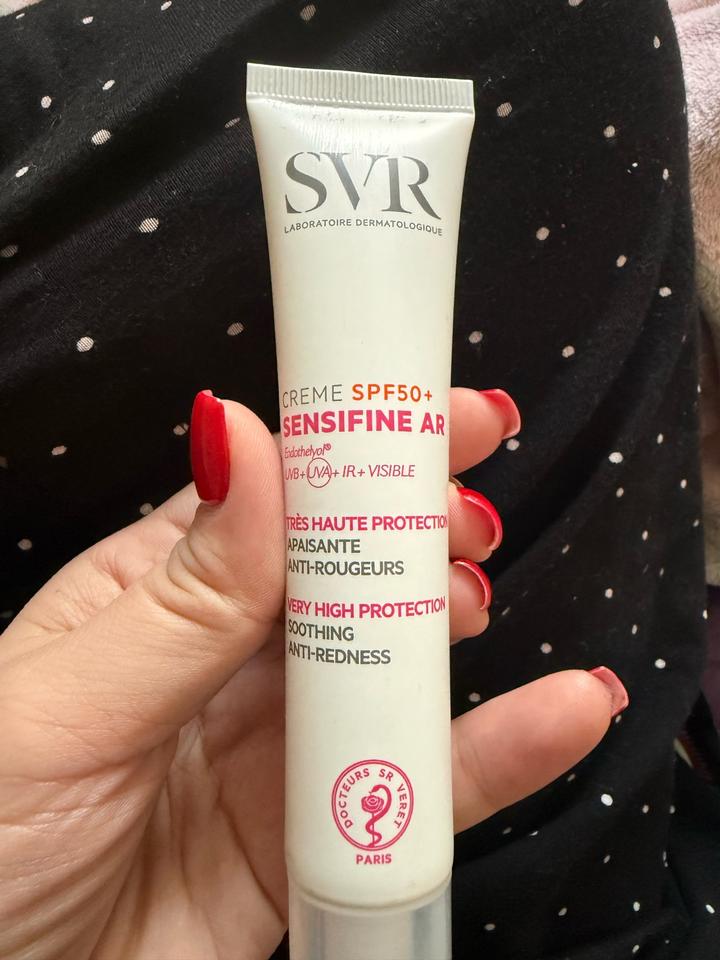 SVR
LABORATOIRE DERMATOLOGIQUE
CREME SPF50+
SENSIFINE AR
Endothelyol®
UVB+UVA+ IR+ VISIBLE
TRÈS HAUTE PROTECTION
APAISANTE
ANTI-ROUGEURS
VERY HIGH PROTECTION
SOOTHING
ANTI-REDNESS
DOCTEURS SR VERET
PARIS